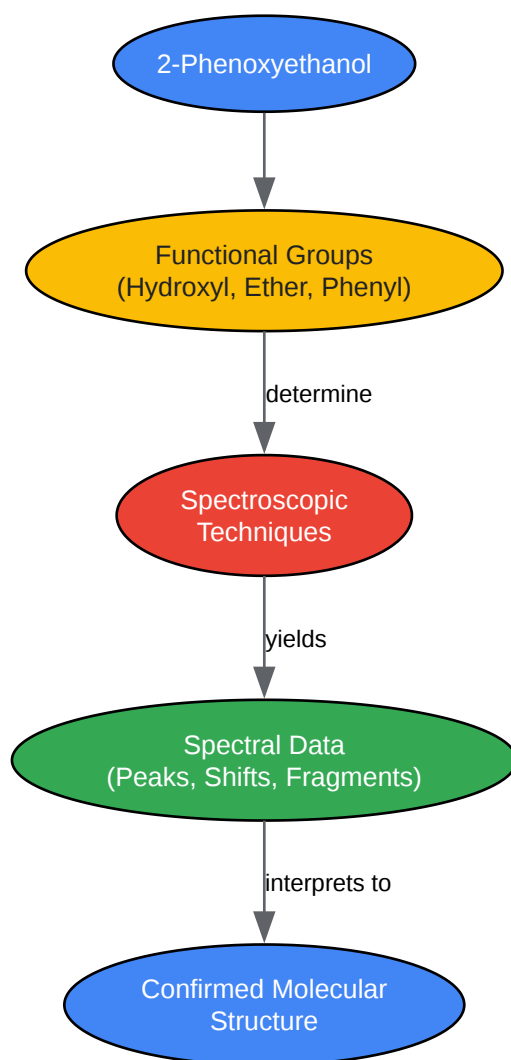 2-Phenoxyethanol
Functional Groups
(Hydroxyl, Ether, Phenyl)
determine
Spectroscopic
Techniques
yields
Spectral Data
(Peaks, Shifts, Fragments)
interprets to
Confirmed Molecular
Structure